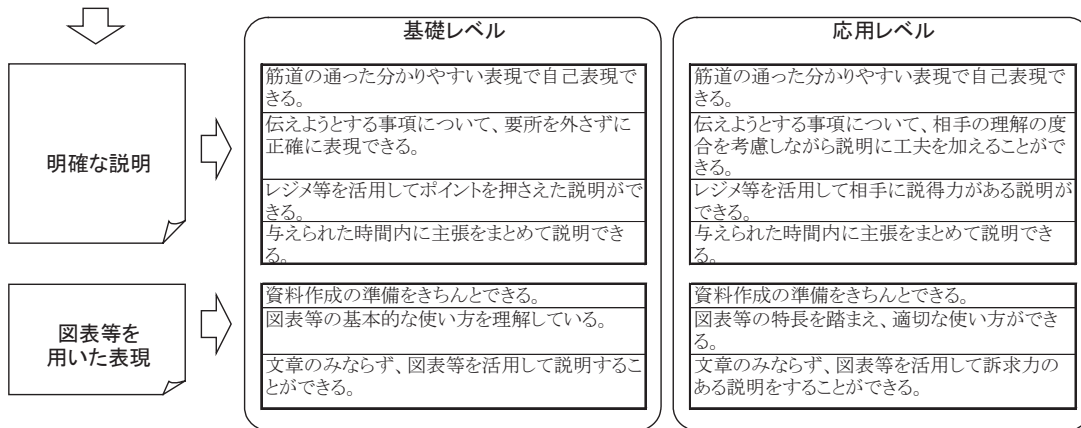 基礎レベル
応用レベル
明確な説明
筋道の通った分かりやすい表現で自己表現で
きる。
伝えようとする事項について、要所を外さずに
正確に表現できる。
レジメ等を活用してポイントを押さえた説明がで
きる。
与えられた時間内に主張をまとめて説明でき
る。
筋道の通った分かりやすい表現で自己表現で
きる。
伝えようとする事項について、相手の理解の度
合を考慮しながら説明に工夫を加えることがで
きる。
レジメ等を活用して相手に説得力がある説明が
できる。
与えられた時間内に主張をまとめて説明でき
る。
図表等を
用いた表現
資料作成の準備をきちんとできる。
図表等の基本的な使い方を理解している。
文章のみならず、図表等を活用して説明するこ
とができる。
資料作成の準備をきちんとできる。
図表等の特長を踏まえ、適切な使い方ができ
る。
文章のみならず、図表等を活用して訴求力の
ある説明をすることができる。